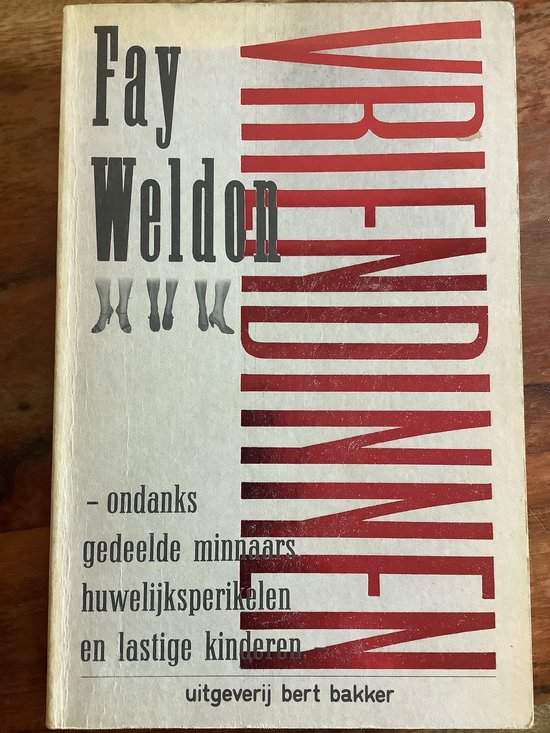 Fay
Weldon
VRIENDINNEN
– ondanks
gedeelde minnaars,
huwelijksperikelen
en lastige kinderen. –
uitgeverij bert bakker